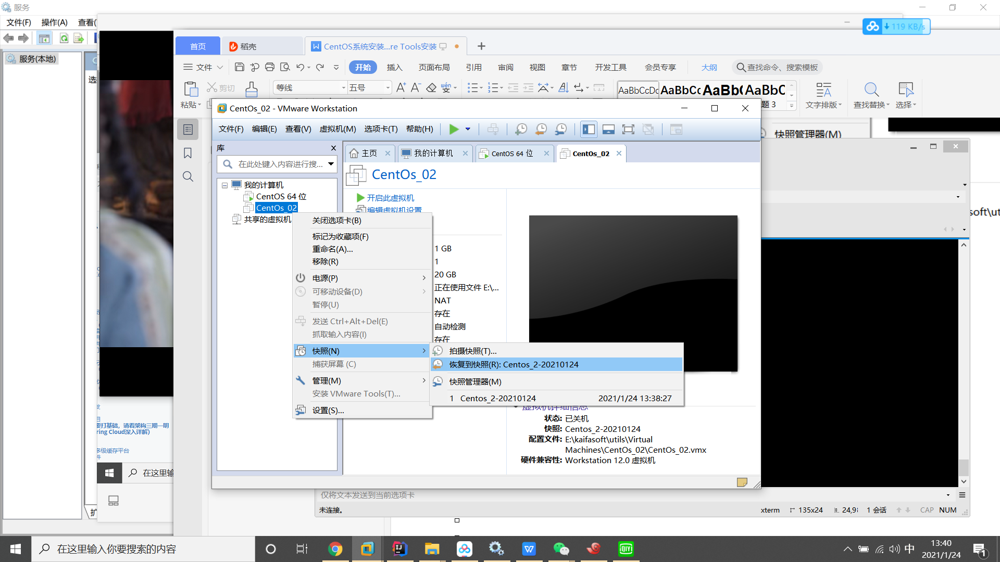 服务
文件(F) 操作(A) 查看(
119 KB/s
首页 稻壳 CentOS系统安装...re Tools安装
服务(本地)
文件 开始 插入 页面布局 引用 审阅 视图 章节 开发工具 会员专享 大纲 查找命令、搜索模板
剪切 等线 五号 AaBbCcDc AaBbCc AaBb( AaBbC
粘贴 题 3 文字排版 查找替换 选择
CentOs_02 - VMware Workstation
文件(F) 编辑(E) 查看(V) 虚拟机(M) 选项卡(T) 帮助(H)
快照管理器(M)
库
主页 我的计算机 CentOS 64 位 CentOs_02
在此处键入内容进行搜...
CentOs_02
我的计算机
CentOS 64 位
CentOs_02
共享的虚拟机
开启此虚拟机
编辑虚拟机设置
soft\ut
关闭选项卡(B)
标记为收藏项(F)
重命名(A)...
移除(R)
电源(P)
可移动设备(D)
暂停(U)
发送 Ctrl+Alt+Del(E)
抓取输入内容(I)
快照(N)
捕获屏幕 (C)
管理(M)
安装 VMware Tools(T)...
设置(S)...
1 GB
1
20 GB
正在使用文件 E:\...
NAT
存在
自动检测
存在
拍摄快照(T)...
恢复到快照(R): Centos_2-20210124
快照管理器(M)
1 Centos_2-20210124 2021/1/24 13:38:27
虚拟机详细信息
状态: 已关机
快照: Centos_2-20210124
配置文件: E:\kaifasoft\utils\Virtual
Machines\CentOs_02\CentOs_02.vmx
硬件兼容性: Workstation 12.0 虚拟机
要打基础，请看架构三期—明
ring Cloud深入详解)
多级缓存平台
件
在这里输
仅将文本发送到当前选项卡
未连接。 xterm 135x24 24,9 1 会话 CAP NUM
扩
在这里输入你要搜索的内容
中
13:40
2021/1/24
1